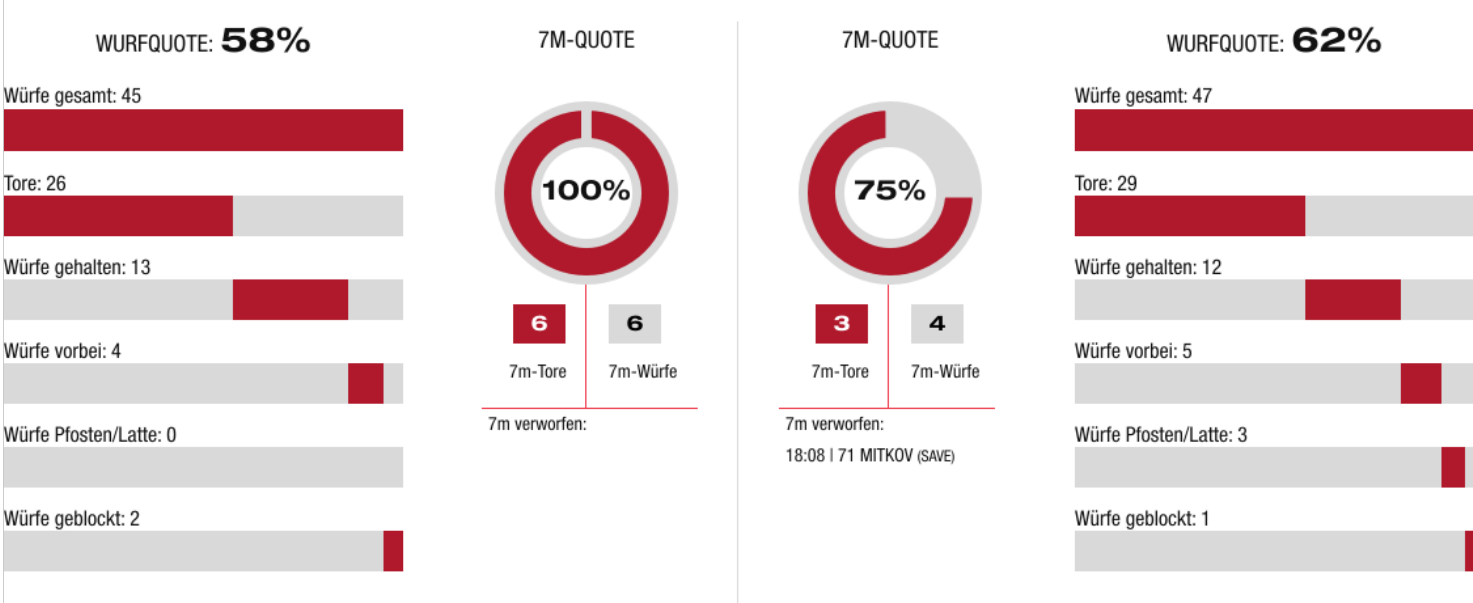 WURFQUOTE: 58%
Würfe gesamt: 45
Tore: 26
Würfe gehalten: 13
Würfe vorbei: 4
Würfe Pfosten/Latte: 0
Würfe geblockt: 2
7M-QUOTE
100%
6 6
7m-Tore 7m-Würfe
7m verworfen:
7M-QUOTE
75%
3 4
7m-Tore 7m-Würfe
7m verworfen:
18:08 | 71 MITKOV (SAVE)
WURFQUOTE: 62%
Würfe gesamt: 47
Tore: 29
Würfe gehalten: 12
Würfe vorbei: 5
Würfe Pfosten/Latte: 3
Würfe geblockt: 1